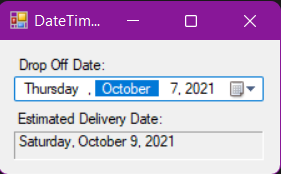 DateTim...
Drop Off Date:
Thursday , October 7, 2021
Estimated Delivery Date:
Saturday, October 9, 2021